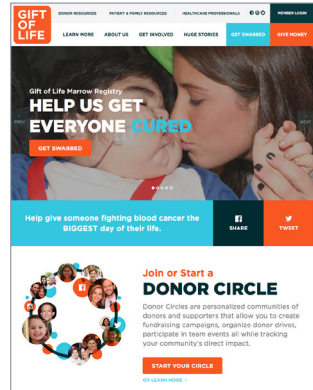 GIFT
OF
LIFE
DONOR RESOURCES
PATIENT & FAMILY RESOURCES
HEALTHCARE PROFESSIONALS
MEMBER LOGIN
LEARN MORE
ABOUT US
GET INVOLVED
HUGE STORIES
GET SWABBED
GIVE MONEY
Gift of Life Marrow Registry
HELP US GET
EVERYONE CURED
PREV
NEXT
GET SWABBED
Help give someone fighting blood cancer the
BIGGEST day of their life.
SHARE
TWEET
Join or Start a
DONOR CIRCLE
Donor Circles are personalized communities of
donors and supporters that allow you to create
fundraising campaigns, organize donor drives,
participate in team events all while tracking
your community's direct impact.
START YOUR CIRCLE
OR LEARN MORE >